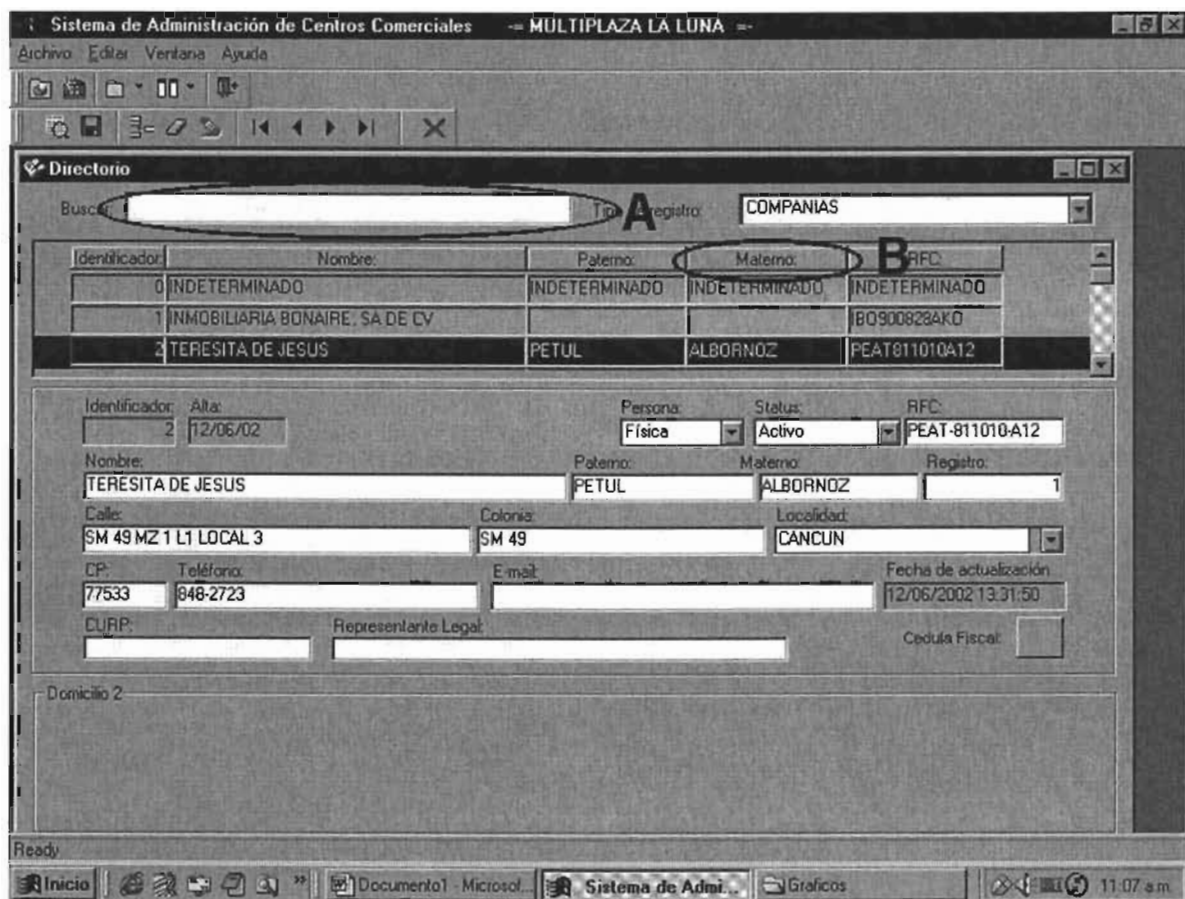 Sistema de Administración de Centros Comerciales -= MULTIPLAZA LA LUNA =-
Archivo Editar Ventana Ayuda
Directorio
Buscar: A registro: COMPANIAS
Identificador: Nombre: Paterno: Materno: B RFC:
0 INDETERMINADO INDETERMINADO INDETERMINADO INDETERMINADO
1 INMOBILIARIA BONAIRE, SA DE CV IBO900828AK0
2 TERESITA DE JESUS PETUL ALBORNOZ PEAT811010A12
Identificador: Alta: Persona: Status: RFC:
2 12/06/02 Física Activo PEAT-811010-A12
Nombre: Paterno: Materno: Registro:
TERESITA DE JESUS PETUL ALBORNOZ 1
Calle: Colonia: Localidad:
SM 49 MZ 1 L1 LOCAL 3 SM 49 CANCUN
CP: Teléfono: E-mail: Fecha de actualización
77533 848-2723 12/06/2002 13:31:50
CURP: Representante Legal: Cedula Fiscal:
Domicilio 2
Ready
Inicio » Documento1 - Microsof... Sistema de Admi... Graficos 11:07 a.m.